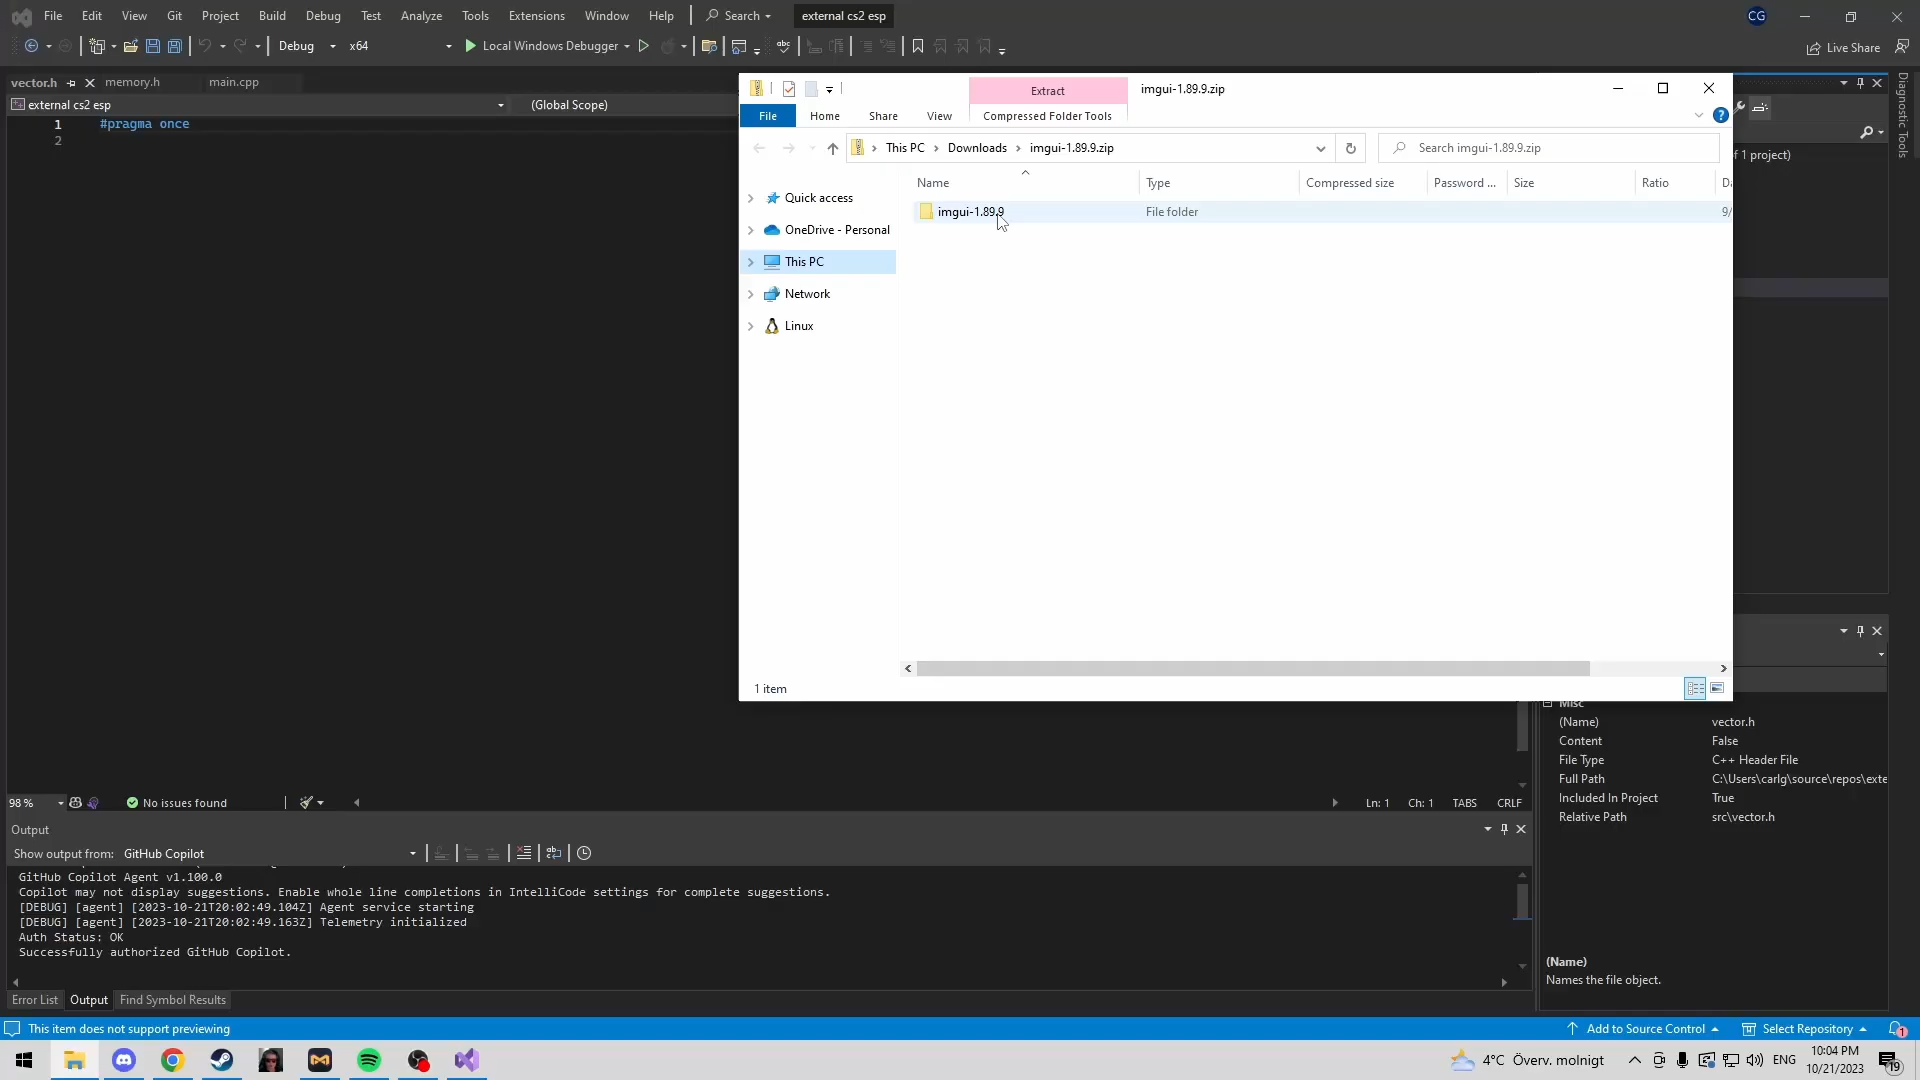 File Edit View Git Project Build Debug Test Analyze Tools Extensions Window Help Search external cs2 esp CG
Debug x64 Local Windows Debugger Live Share
vector.h memory.h main.cpp
external cs2 esp (Global Scope)
1 #pragma once
2
Extract imgui-1.89.9.zip
File Home Share View Compressed Folder Tools
This PC Downloads imgui-1.89.9.zip Search imgui-1.89.9.zip
Name Type Compressed size Password ... Size Ratio
imgui-1.89.9 File folder 9/
Quick access
OneDrive - Personal
This PC
Network
Linux
1 item
f 1 project)
Diagnostic Tools
Misc
(Name) vector.h
Content False
File Type C++ Header File
Full Path C:\Users\carlg\source\repos\exte
Included In Project True
Relative Path src\vector.h
(Name)
Names the file object.
98 % No issues found Ln: 1 Ch: 1 TABS CRLF
Output
Show output from: GitHub Copilot
GitHub Copilot Agent v1.100.0
Copilot may not display suggestions. Enable whole line completions in IntelliCode settings for complete suggestions.
[DEBUG] [agent] [2023-10-21T20:02:49.104Z] Agent service starting
[DEBUG] [agent] [2023-10-21T20:02:49.163Z] Telemetry initialized
Auth Status: OK
Successfully authorized GitHub Copilot.
Error List Output Find Symbol Results
This item does not support previewing Add to Source Control Select Repository 1
4°C Överv. molnigt ENG 10:04 PM
10/21/2023 19